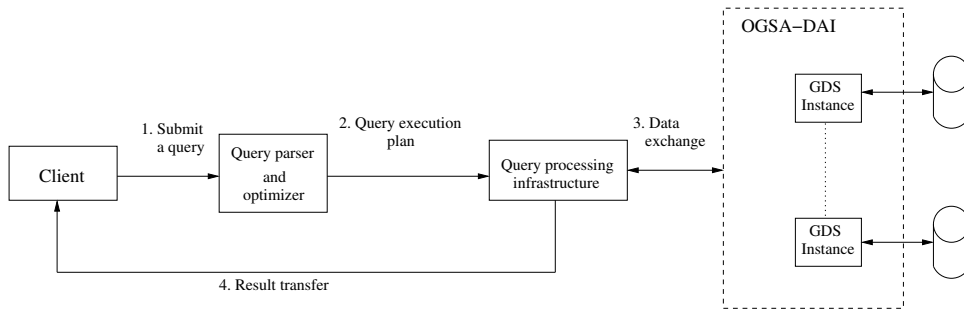 OGSA-DAI
GDS
Instance
1. Submit
a query
2. Query execution
plan
3. Data
exchange
Client
Query parser
and
optimizer
Query processing
infrastructure
GDS
Instance
4. Result transfer